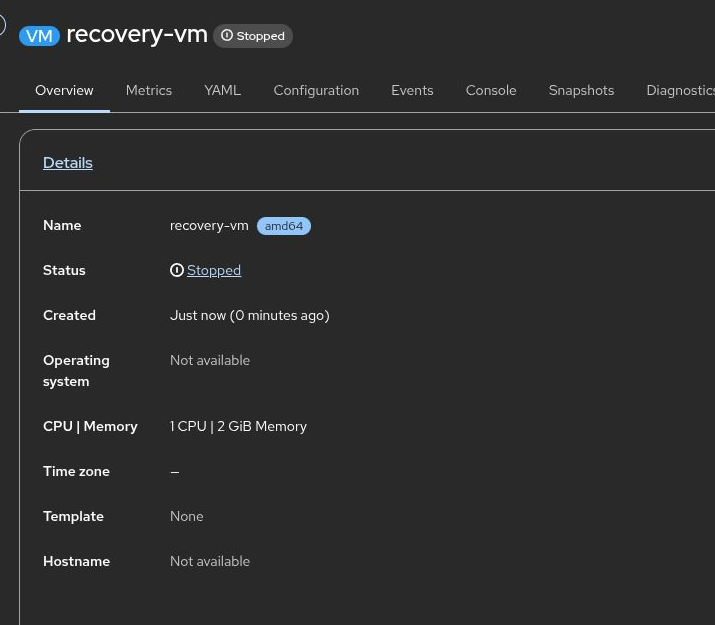 VM recovery-vm Stopped
Overview Metrics YAML Configuration Events Console Snapshots Diagnostics
Details
Name recovery-vm amd64
Status Stopped
Created Just now (0 minutes ago)
Operating system Not available
CPU | Memory 1 CPU | 2 GiB Memory
Time zone –
Template None
Hostname Not available